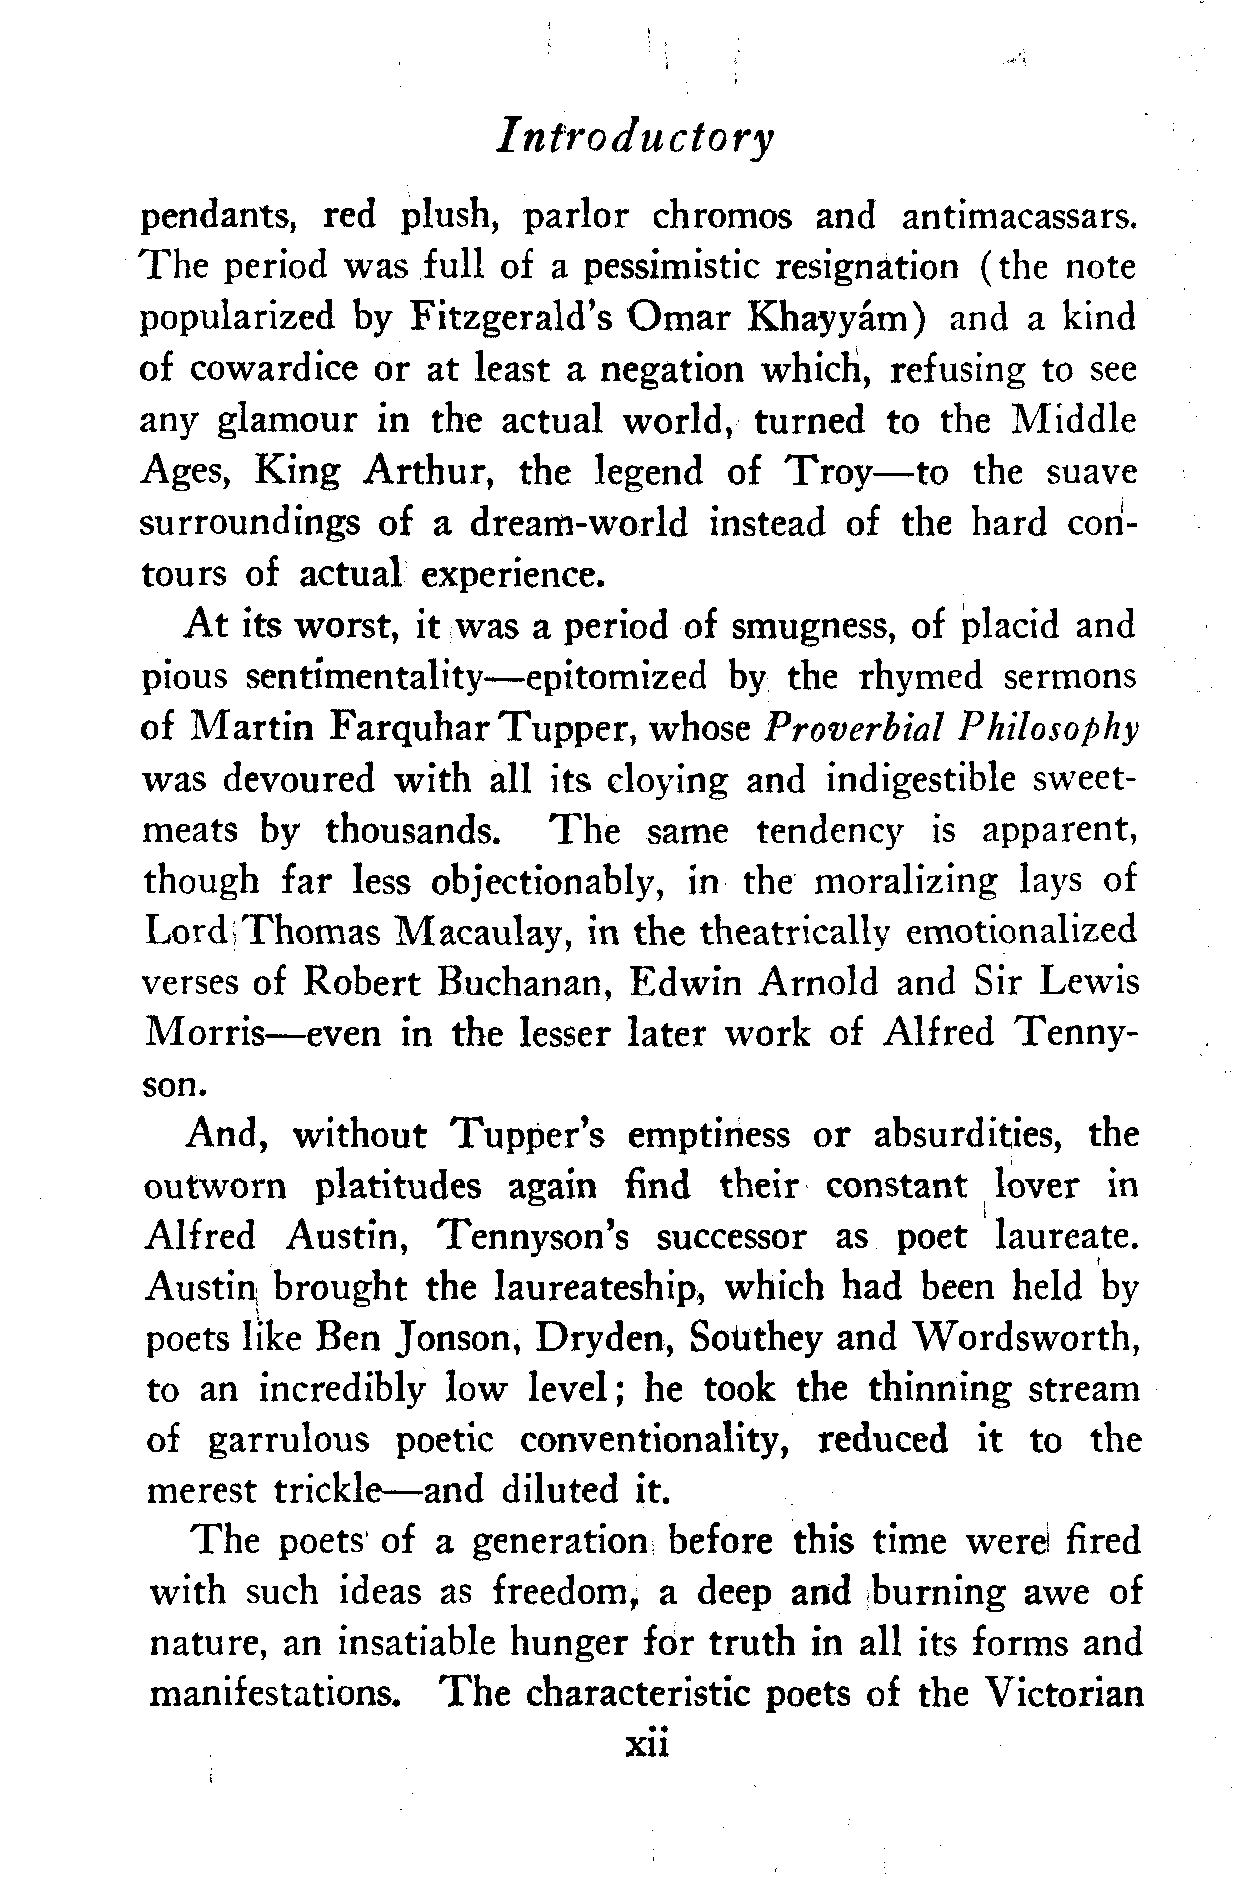 Introductory
pendants, red plush, parlor chromos and antimacassars.
The period was full of a pessimistic resignation (the note
popularized by Fitzgerald's Omar Khayyám) and a kind
of cowardice or at least a negation which, refusing to see
any glamour in the actual world, turned to the Middle
Ages, King Arthur, the legend of Troy—to the suave
surroundings of a dream-world instead of the hard con-
tours of actual experience.
At its worst, it was a period of smugness, of placid and
pious sentimentality—epitomized by the rhymed sermons
of Martin Farquhar Tupper, whose Proverbial Philosophy
was devoured with all its cloying and indigestible sweet-
meats by thousands. The same tendency is apparent,
though far less objectionably, in the moralizing lays of
Lord Thomas Macaulay, in the theatrically emotionalized
verses of Robert Buchanan, Edwin Arnold and Sir Lewis
Morris—even in the lesser later work of Alfred Tenny-
son.
And, without Tupper's emptiness or absurdities, the
outworn platitudes again find their constant lover in
Alfred Austin, Tennyson's successor as poet laureate.
Austin brought the laureateship, which had been held by
poets like Ben Jonson, Dryden, Southey and Wordsworth,
to an incredibly low level; he took the thinning stream
of garrulous poetic conventionality, reduced it to the
merest trickle—and diluted it.
The poets of a generation before this time were fired
with such ideas as freedom, a deep and burning awe of
nature, an insatiable hunger for truth in all its forms and
manifestations. The characteristic poets of the Victorian
xii